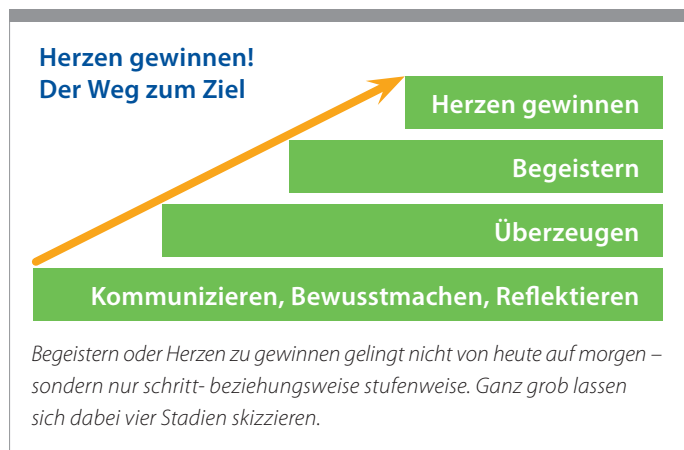 Herzen gewinnen!
Der Weg zum Ziel
Herzen gewinnen
Begeistern
Überzeugen
Kommunizieren, Bewusstmachen, Reflektieren
Begeistern oder Herzen zu gewinnen gelingt nicht von heute auf morgen –
sondern nur schritt- beziehungsweise stufenweise. Ganz grob lassen
sich dabei vier Stadien skizzieren.